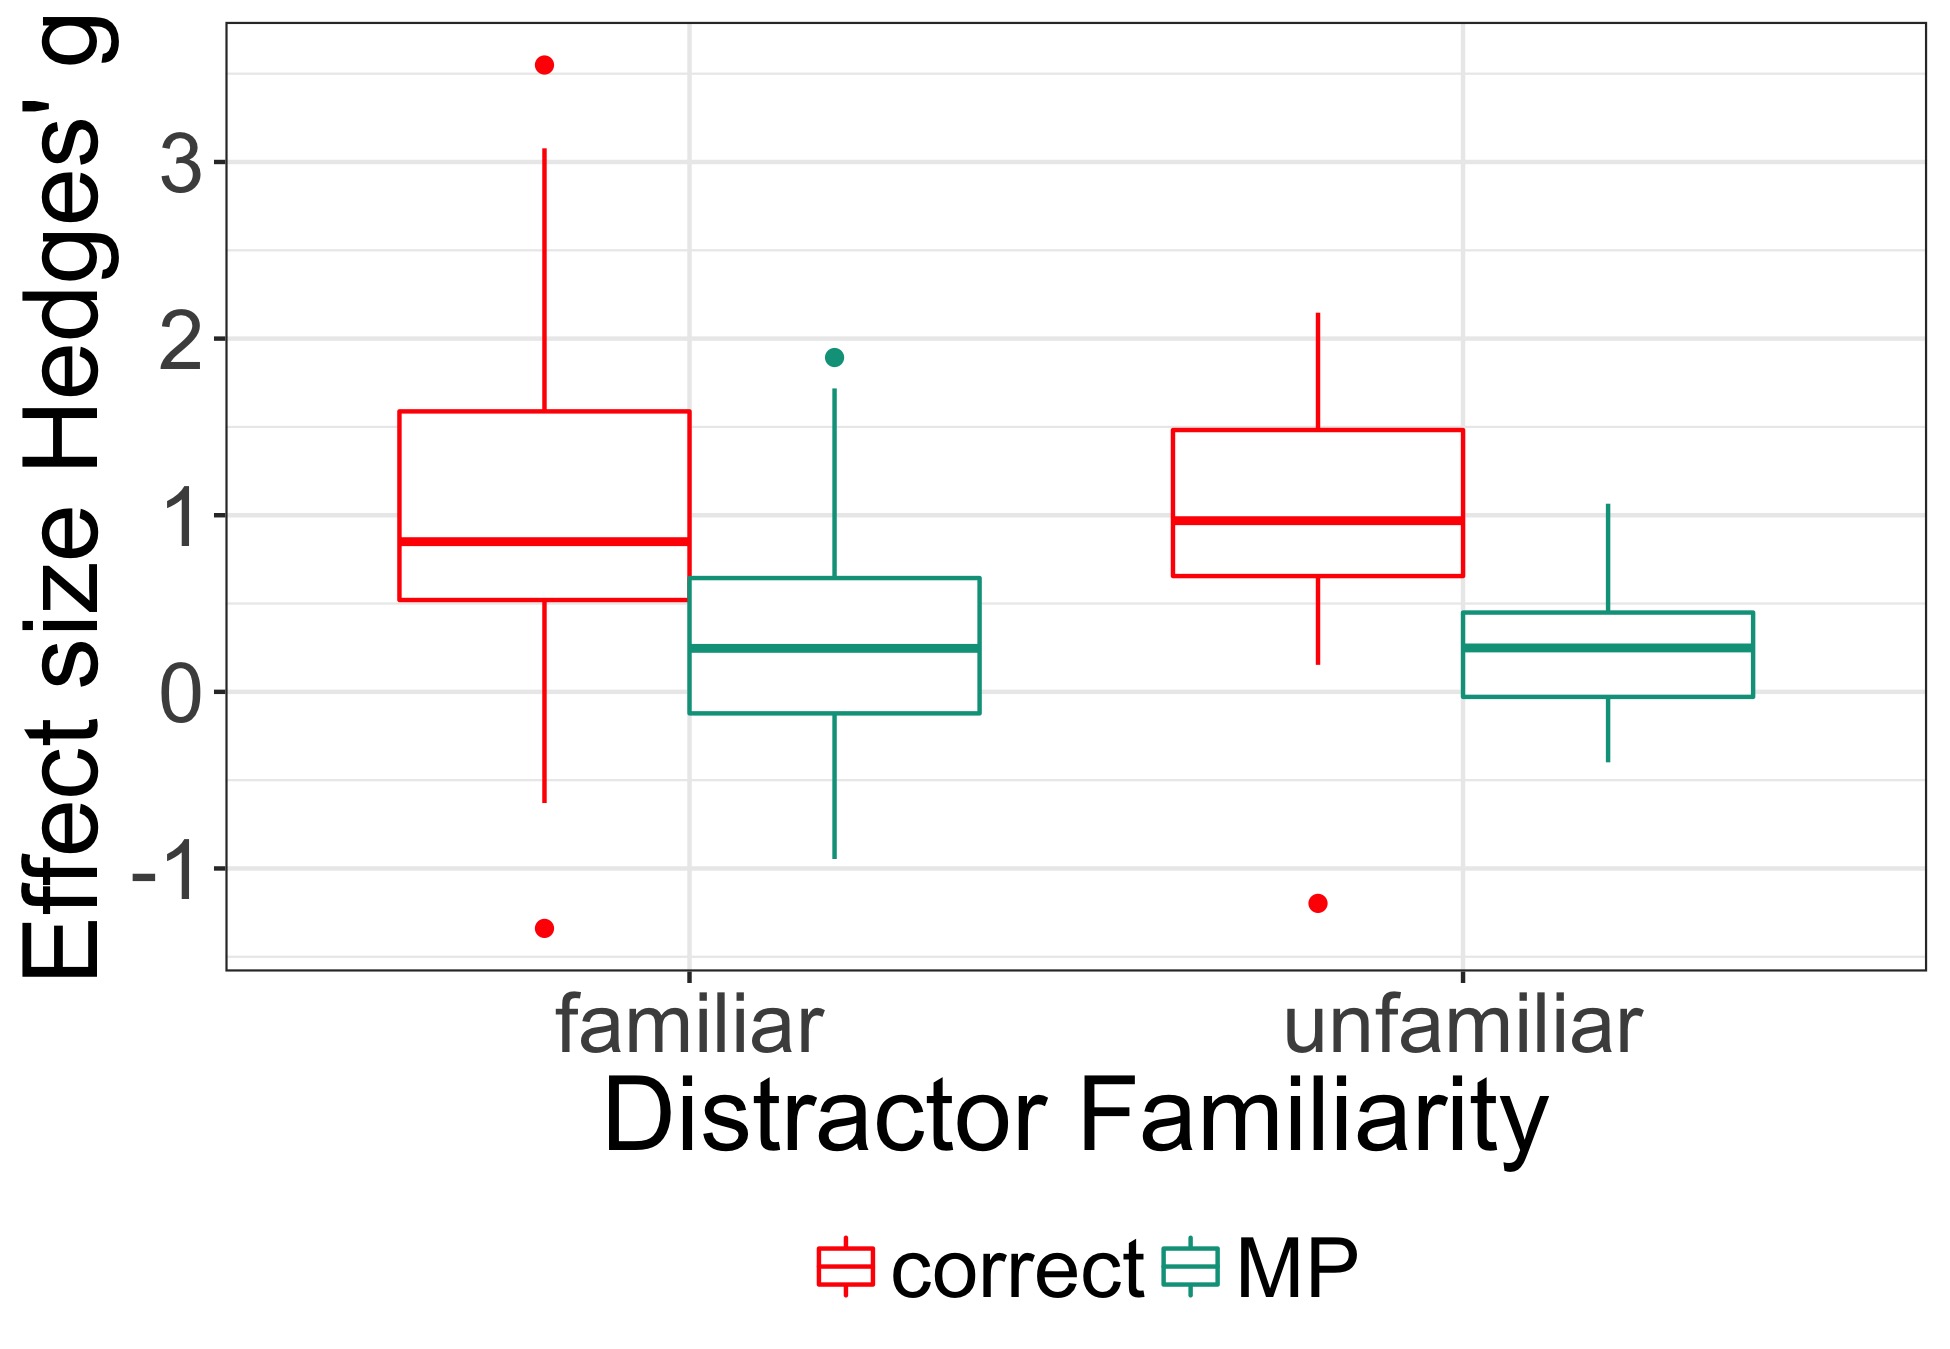 Effect size Hedges' g
3
2
1
0
-1
familiar unfamiliar
Distractor Familiarity
correct MP